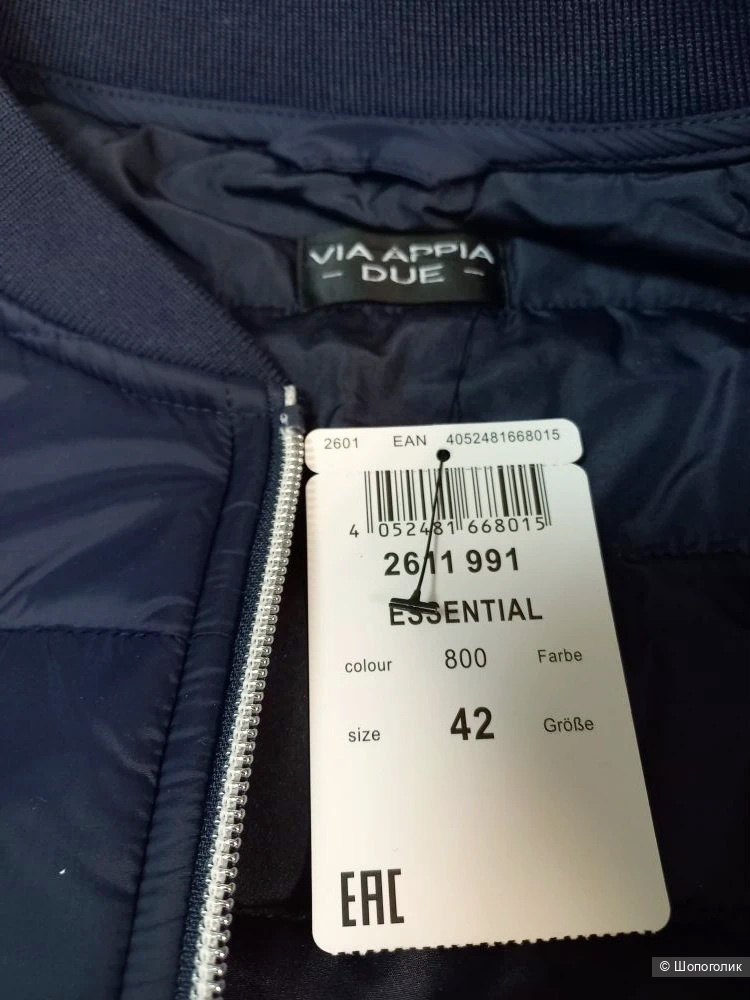 VIA APPIA
- DUE -
2601 EAN 4052481668015
4 052481 668015
2611 991
ESSENTIAL
colour 800 Farbe
size 42 Größe
EAC
© Шопоголик